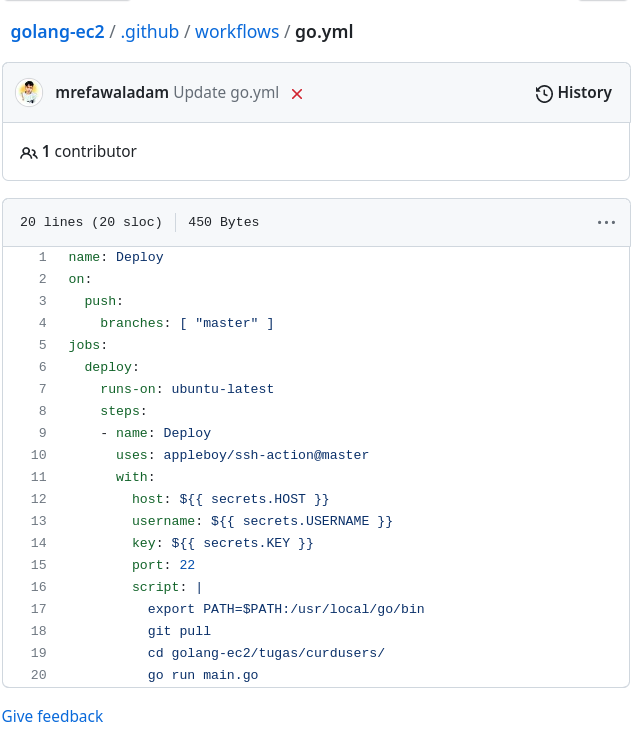 golang-ec2 / .github / workflows / go.yml
mrefawaladam Update go.yml
History
1 contributor
20 lines (20 sloc) 450 Bytes
1 name: Deploy
2 on:
3 push:
4 branches: [ "master" ]
5 jobs:
6 deploy:
7 runs-on: ubuntu-latest
8 steps:
9 - name: Deploy
10 uses: appleboy/ssh-action@master
11 with:
12 host: ${{ secrets.HOST }}
13 username: ${{ secrets.USERNAME }}
14 key: ${{ secrets.KEY }}
15 port: 22
16 script: |
17 export PATH=$PATH:/usr/local/go/bin
18 git pull
19 cd golang-ec2/tugas/curdusers/
20 go run main.go
Give feedback